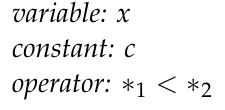 variable: x
constant: c
operator: *₁ < *₂